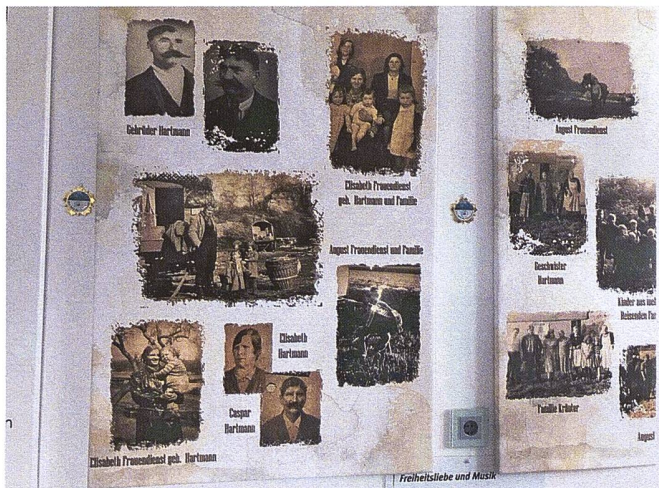 Gebrüder Hartmann
Elisabeth Frauendienst
geb. Hartmann und Familie
August Frauendienst und Familie
Elisabeth
Hartmann
Caspar
Hartmann
Elisabeth Frauendienst geb. Hartmann
August Frauendienst
Geschwister
Hartmann
Kinder aus
Reisenden
Familie Kräuter
August
Freiheitsliebe und Musik
n